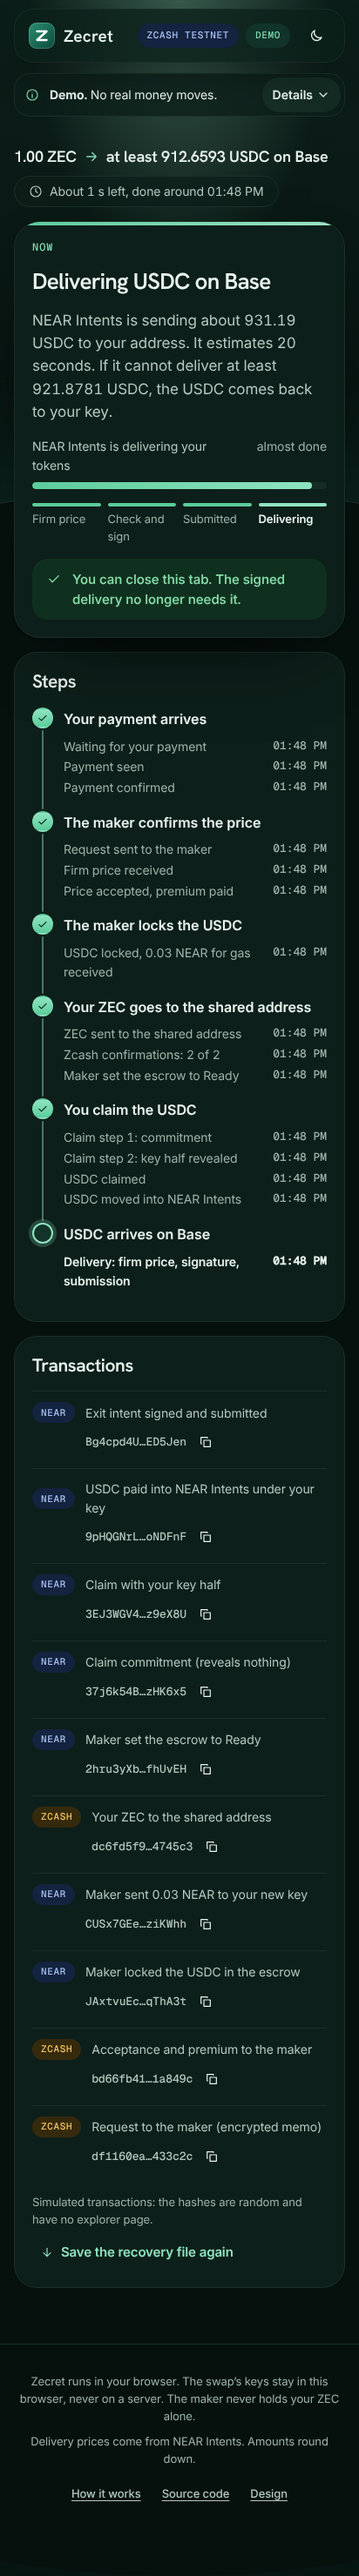 Zecret
ZCASH TESTNET
DEMO
Demo. No real money moves.
Details
1.00 ZEC → at least 912.6593 USDC on Base
About 1 s left, done around 01:48 PM
NOW
Delivering USDC on Base
NEAR Intents is sending about 931.19
USDC to your address. It estimates 20
seconds. If it cannot deliver at least
921.8781 USDC, the USDC comes back
to your key.
NEAR Intents is delivering your
tokens
almost done
Firm price
Check and
sign
Submitted
Delivering
You can close this tab. The signed
delivery no longer needs it.
Steps
Your payment arrives
Waiting for your payment 01:48 PM
Payment seen 01:48 PM
Payment confirmed 01:48 PM
The maker confirms the price
Request sent to the maker 01:48 PM
Firm price received 01:48 PM
Price accepted, premium paid 01:48 PM
The maker locks the USDC
USDC locked, 0.03 NEAR for gas 01:48 PM
received
Your ZEC goes to the shared address
ZEC sent to the shared address 01:48 PM
Zcash confirmations: 2 of 2 01:48 PM
Maker set the escrow to Ready 01:48 PM
You claim the USDC
Claim step 1: commitment 01:48 PM
Claim step 2: key half revealed 01:48 PM
USDC claimed 01:48 PM
USDC moved into NEAR Intents 01:48 PM
USDC arrives on Base
Delivery: firm price, signature, 01:48 PM
submission
Transactions
NEAR Exit intent signed and submitted
Bg4cpd4U…ED5Jen
NEAR USDC paid into NEAR Intents under your
key
9pHQGNrL…oNDFnF
NEAR Claim with your key half
3EJ3WGV4…z9eX8U
NEAR Claim commitment (reveals nothing)
37j6k54B…zHK6x5
NEAR Maker set the escrow to Ready
2hru3yXb…fhUvEH
ZCASH Your ZEC to the shared address
dc6fd5f9…4745c3
NEAR Maker sent 0.03 NEAR to your new key
CUSx7GEe…ziKWhh
NEAR Maker locked the USDC in the escrow
JAxtvuEc…qThA3t
ZCASH Acceptance and premium to the maker
bd66fb41…1a849c
ZCASH Request to the maker (encrypted memo)
df1160ea…433c2c
Simulated transactions: the hashes are random and
have no explorer page.
Save the recovery file again
Zecret runs in your browser. The swap's keys stay in this
browser, never on a server. The maker never holds your ZEC
alone.
Delivery prices come from NEAR Intents. Amounts round
down.
How it works Source code Design